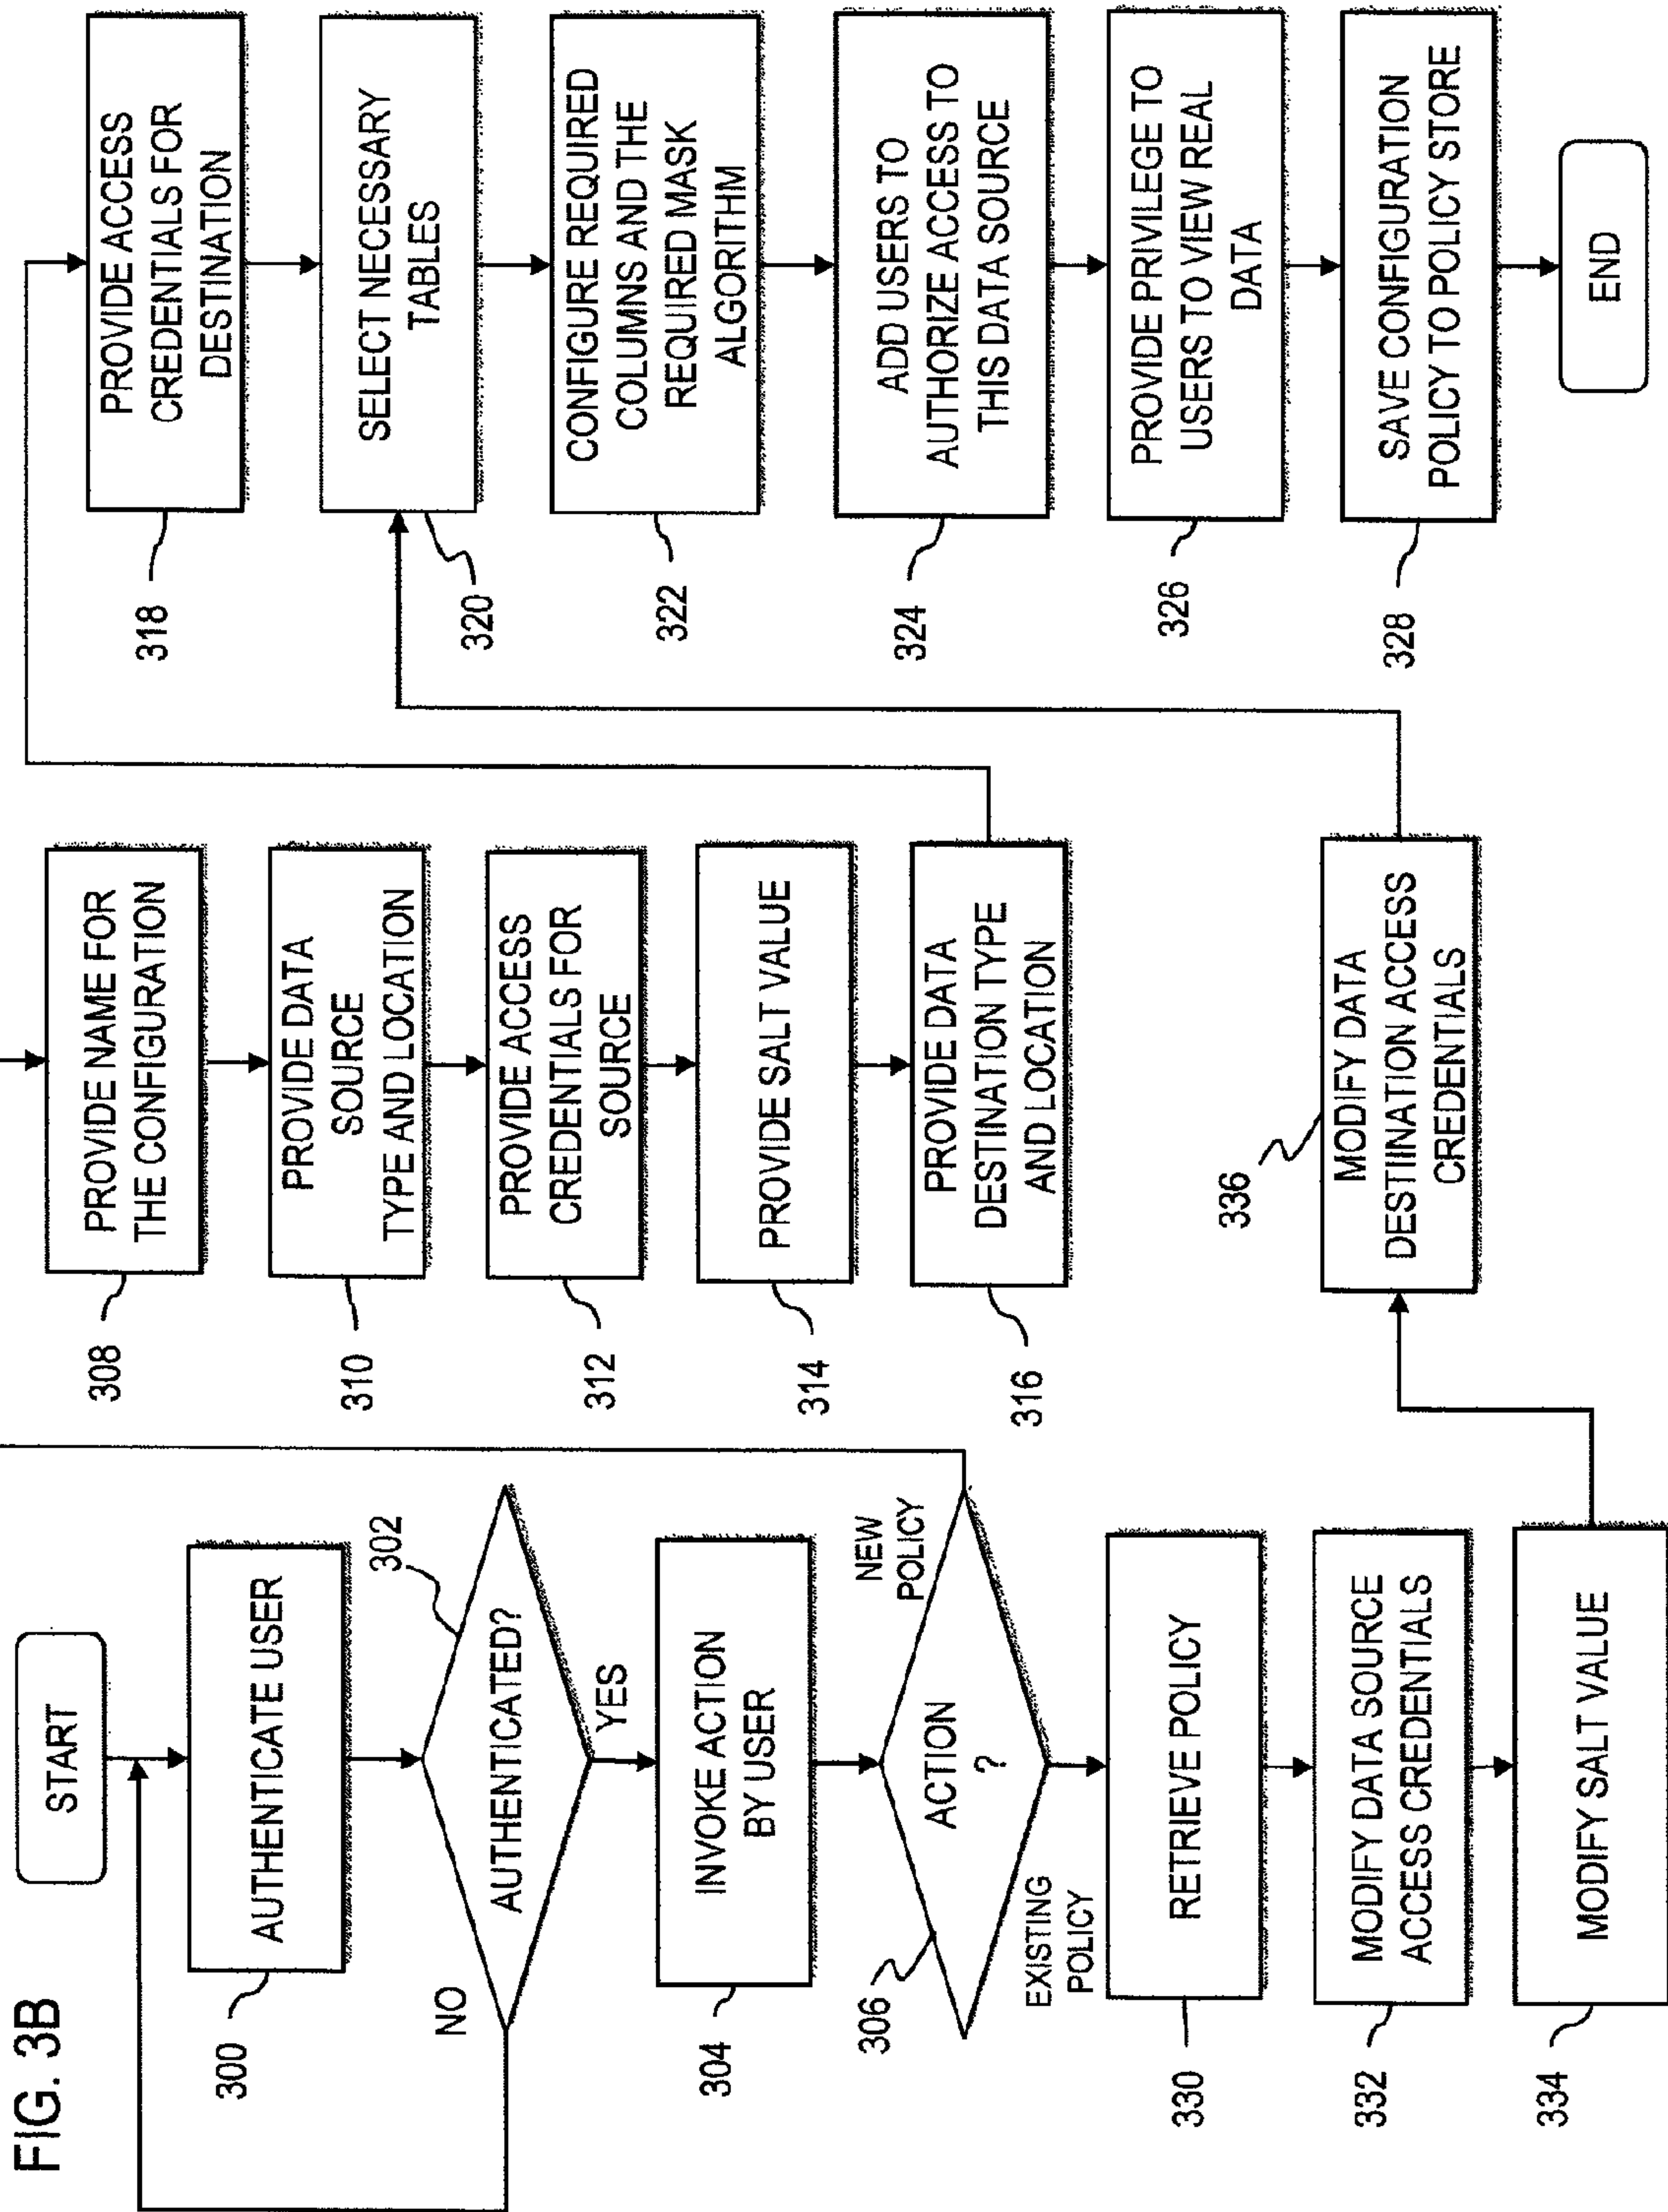 FIG. 3B
START
AUTHENTICATE USER
300
AUTHENTICATED?
302
NO
YES
INVOKE ACTION
BY USER
304
ACTION
?
306
NEW
POLICY
EXISTING
POLICY
RETRIEVE POLICY
330
MODIFY DATA SOURCE
ACCESS CREDENTIALS
332
MODIFY SALT VALUE
334
PROVIDE NAME FOR
THE CONFIGURATION
308
PROVIDE DATA
SOURCE
TYPE AND LOCATION
310
PROVIDE ACCESS
CREDENTIALS FOR
SOURCE
312
PROVIDE SALT VALUE
314
PROVIDE DATA
DESTINATION TYPE
AND LOCATION
316
MODIFY DATA
DESTIINATION ACCESS
CREDENTIALS
336
PROVIDE ACCESS
CREDENTIALS FOR
DESTINATION
318
SELECT NECESSARY
TABLES
320
CONFIGURE REQUIRED
COLUMNS AND THE
REQUIRED MASK
ALGORITHM
322
ADD USERS TO
AUTHORIZE ACCESS TO
THIS DATA SOURCE
324
PROVIDE PRIVILEGE TO
USERS TO VIEW REAL
DATA
326
SAVE CONFIGURATION
POLICY TO POLICY STORE
328
END